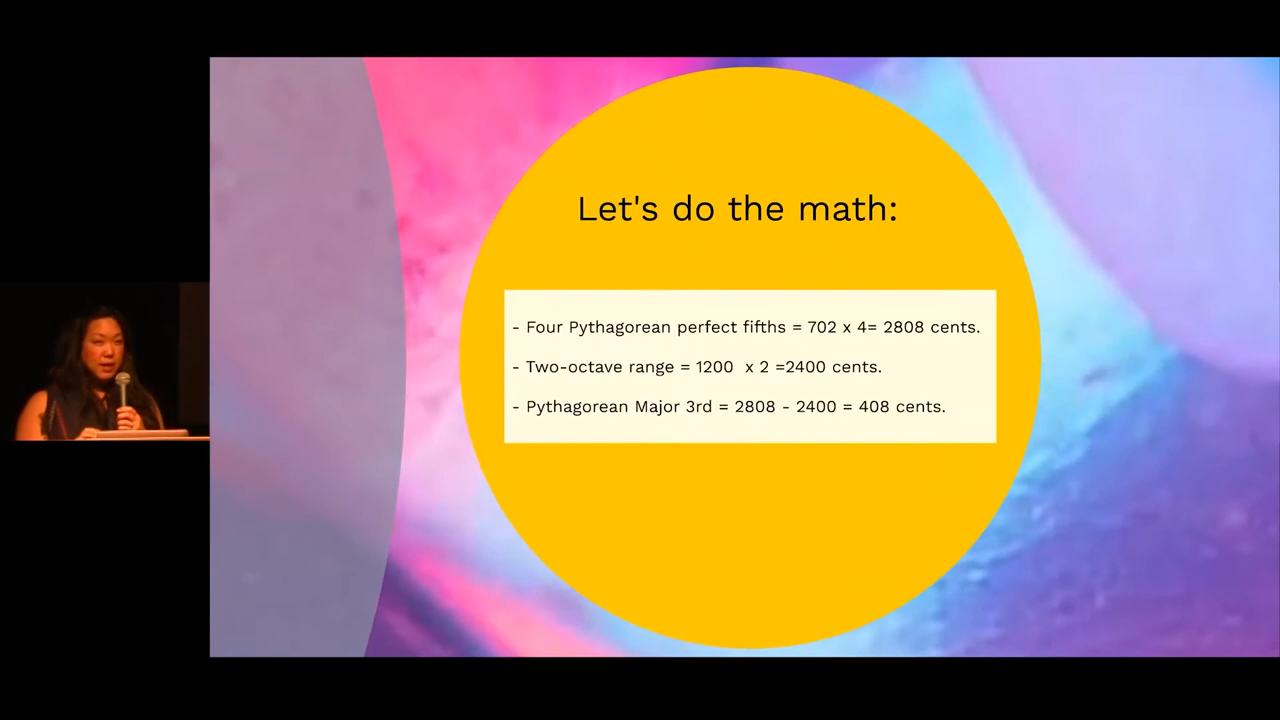 Let's do the math:
- Four Pythagorean perfect fifths = 702 x 4= 2808 cents.
- Two-octave range = 1200  x 2 =2400 cents.
- Pythagorean Major 3rd = 2808 - 2400 = 408 cents.